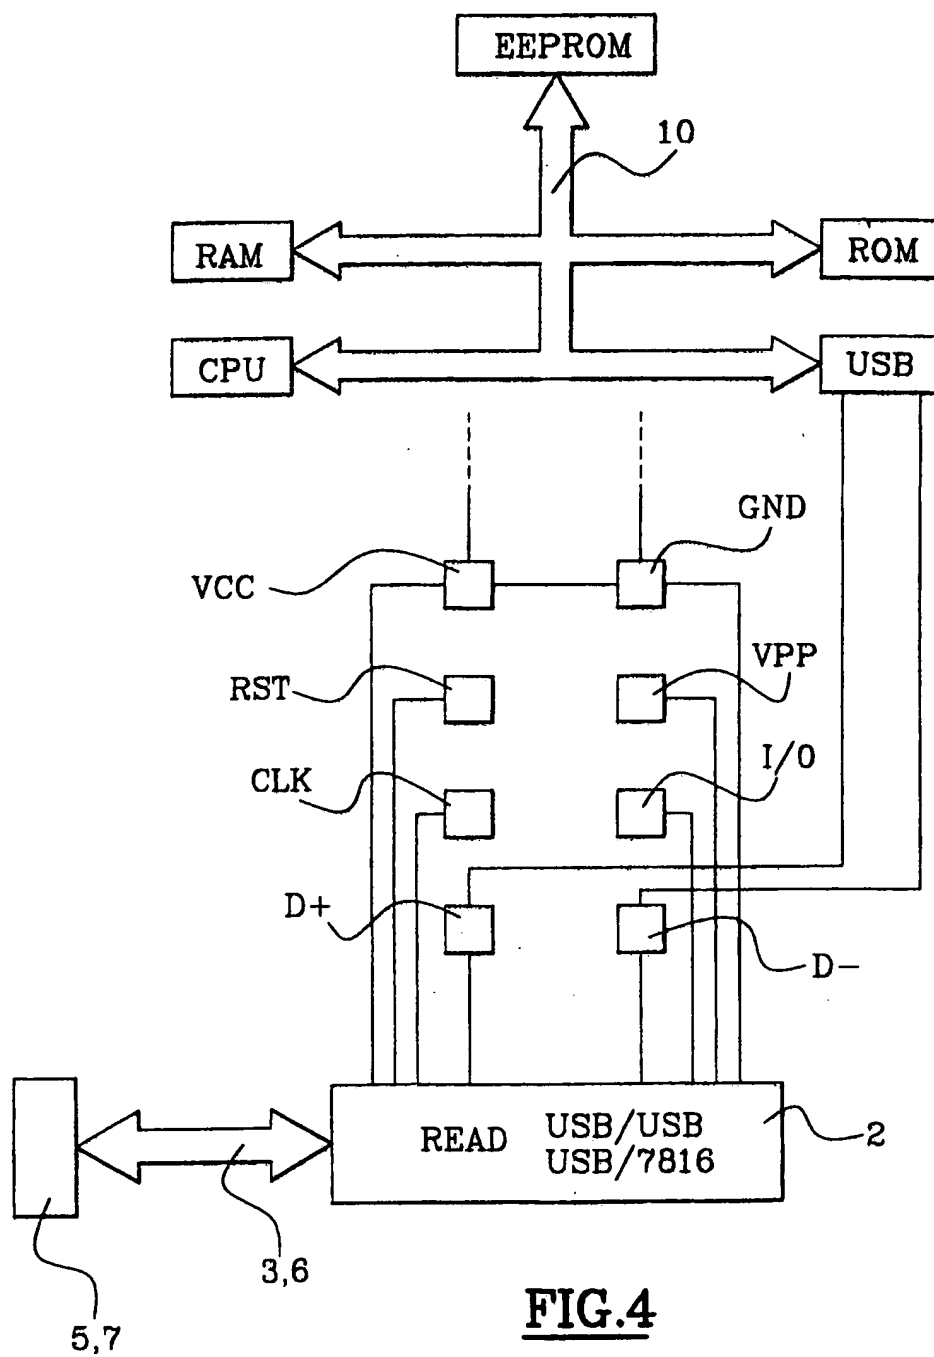 EEPROM
10
RAM
ROM
CPU
USB
GND
VCC
VPP
RST
I/0
CLK
D+
D-
READ USB/USB
USB/7816
2
3,6
5,7
FIG.4